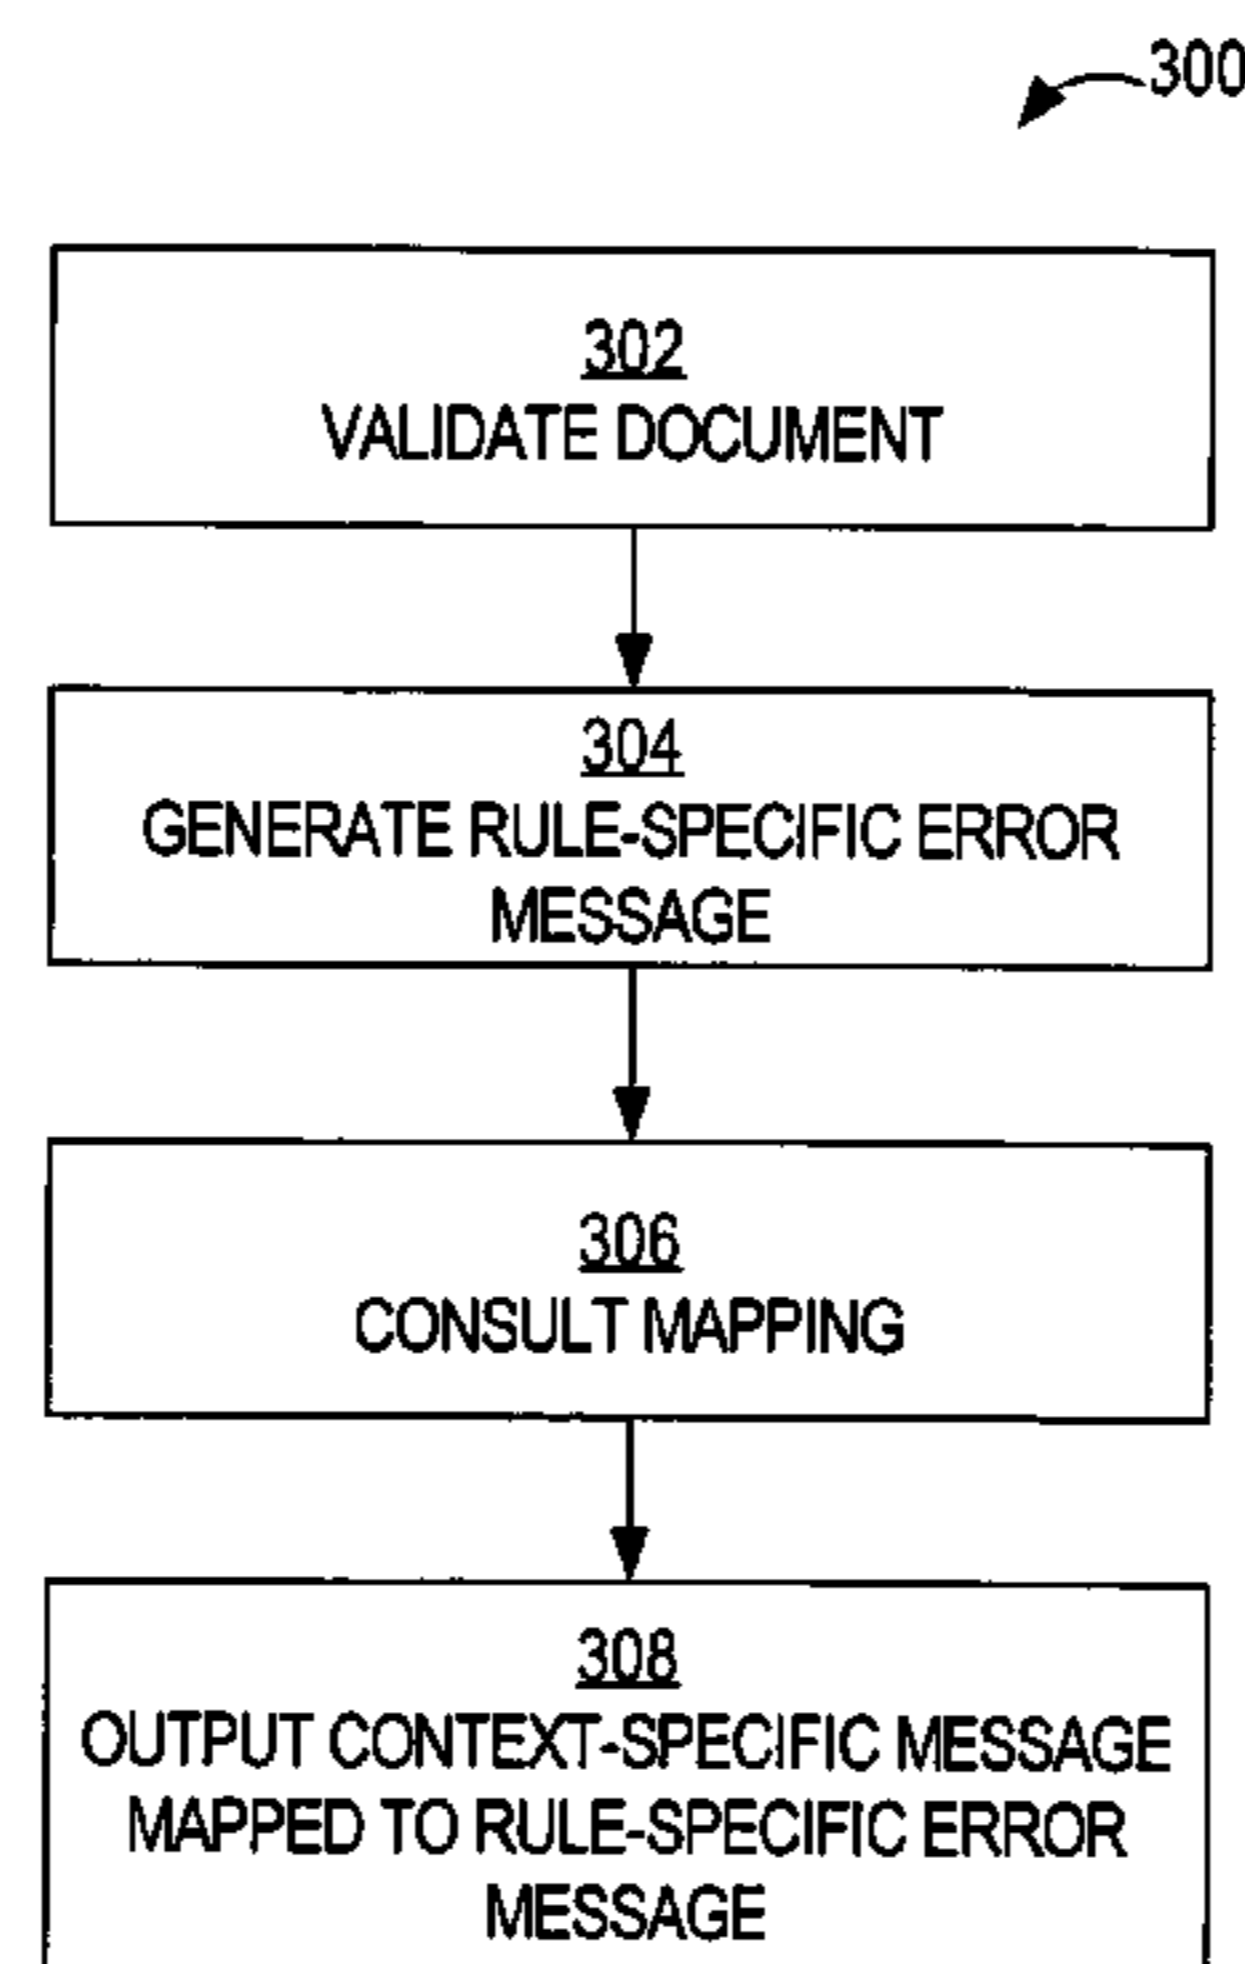 300
302
VALIDATE DOCUMENT
304
GENERATE RULE-SPECIFIC ERROR
MESSAGE
306
CONSULT MAPPING
308
OUTPUT CONTEXT-SPECIFIC MESSAGE
MAPPED TO RULE-SPECIFIC ERROR
MESSAGE